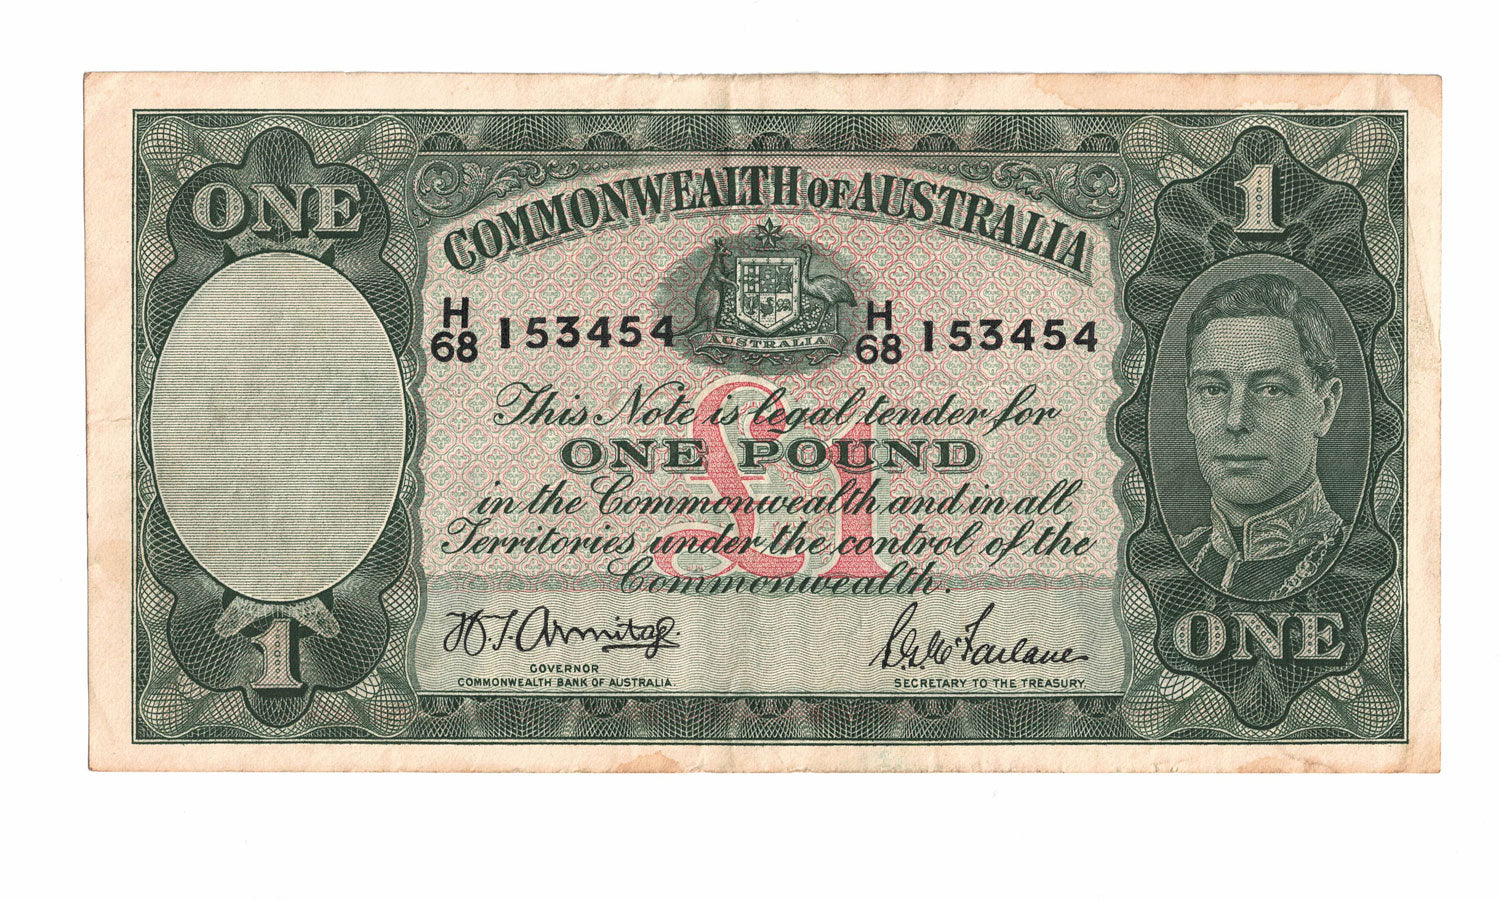 ONE
1
COMMONWEALTH OF AUSTRALIA
H
68 153454
H
68 153454
AUSTRALIA
£1
This Note is legal tender for
ONE POUND
in the Commonwealth and in all
Territories under the control of the
Commonwealth.
H.T. Armitage.
GOVERNOR
COMMONWEALTH BANK OF AUSTRALIA.
S.G. McFarlane
SECRETARY TO THE TREASURY
1
ONE